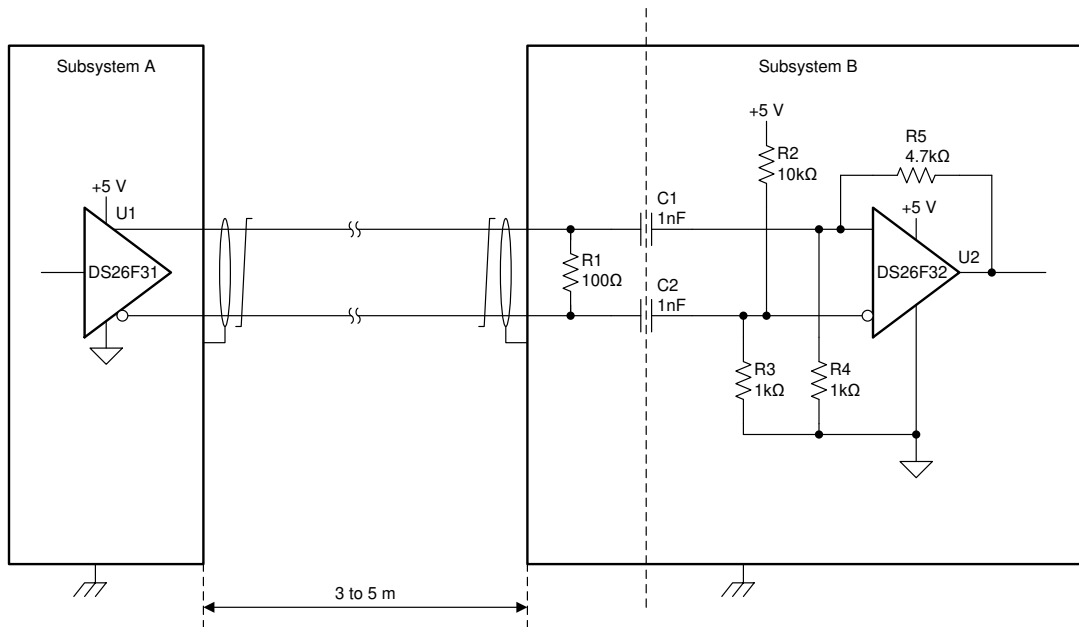 Subsystem A
Subsystem B
+5 V
U1
DS26F31
R1
100Ω
C1
1nF
C2
1nF
+5 V
R2
10kΩ
R3
1kΩ
R4
1kΩ
R5
4.7kΩ
+5 V
U2
DS26F32
3 to 5 m